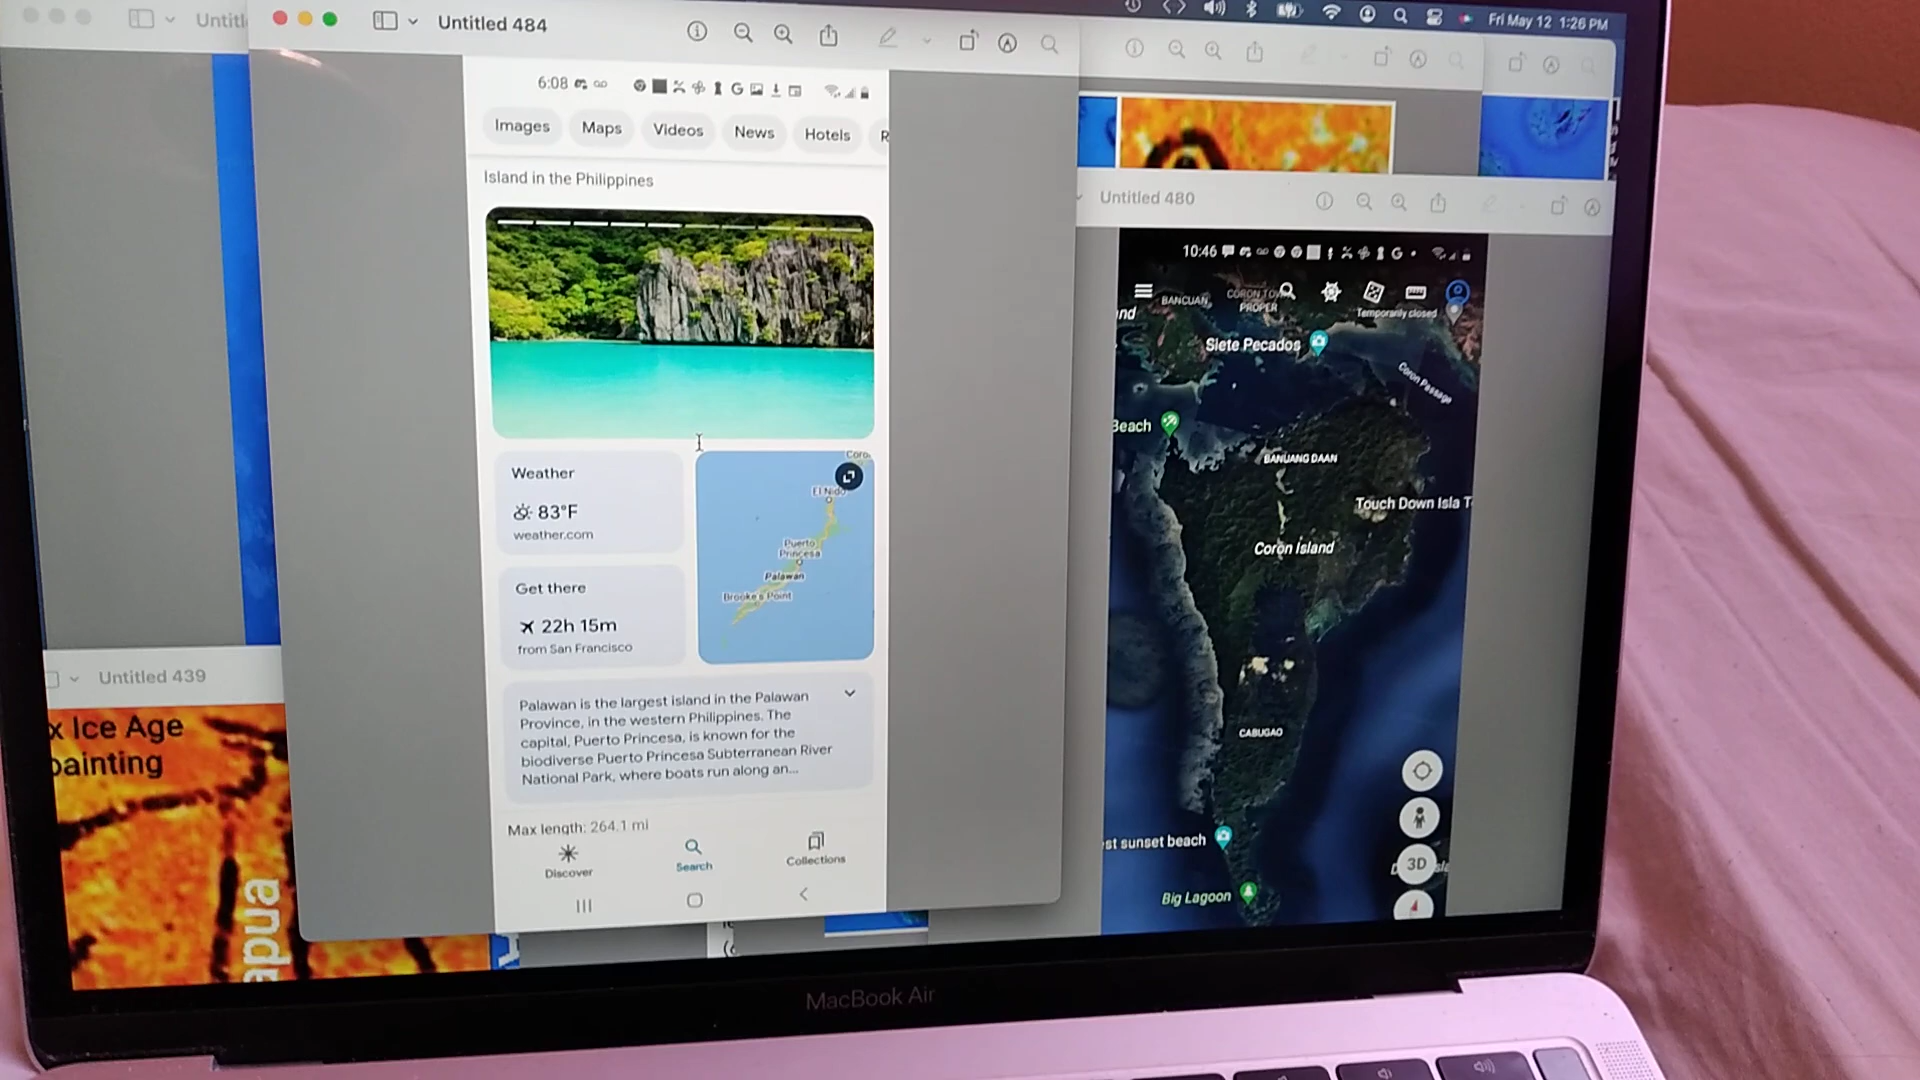 Fri May 12 1:26 PM
Untitled 484
6:08
Images
Maps
Videos
News
Hotels
R
Island in the Philippines
Weather
83°F
weather.com
Get there
22h 15m
from San Francisco
El Nido
Puerto
Princesa
Palawan
Brooke's Point
Palawan is the largest island in the Palawan
Province, in the western Philippines. The
capital, Puerto Princesa, is known for the
biodiverse Puerto Princesa Subterranean River
National Park, where boats run along an...
Max length: 264.1 mi
Discover
Search
Collections
Untitled 480
10:46
BANCUAN
PROPER
Temporarily closed
nd
Siete Pecados
Coron Passage
Beach
BANUANG DAAN
Touch Down Isla T
Coron Island
CABUGAO
st sunset beach
3D
Big Lagoon
Untitled 439
x Ice Age
painting
apua
MacBook Air